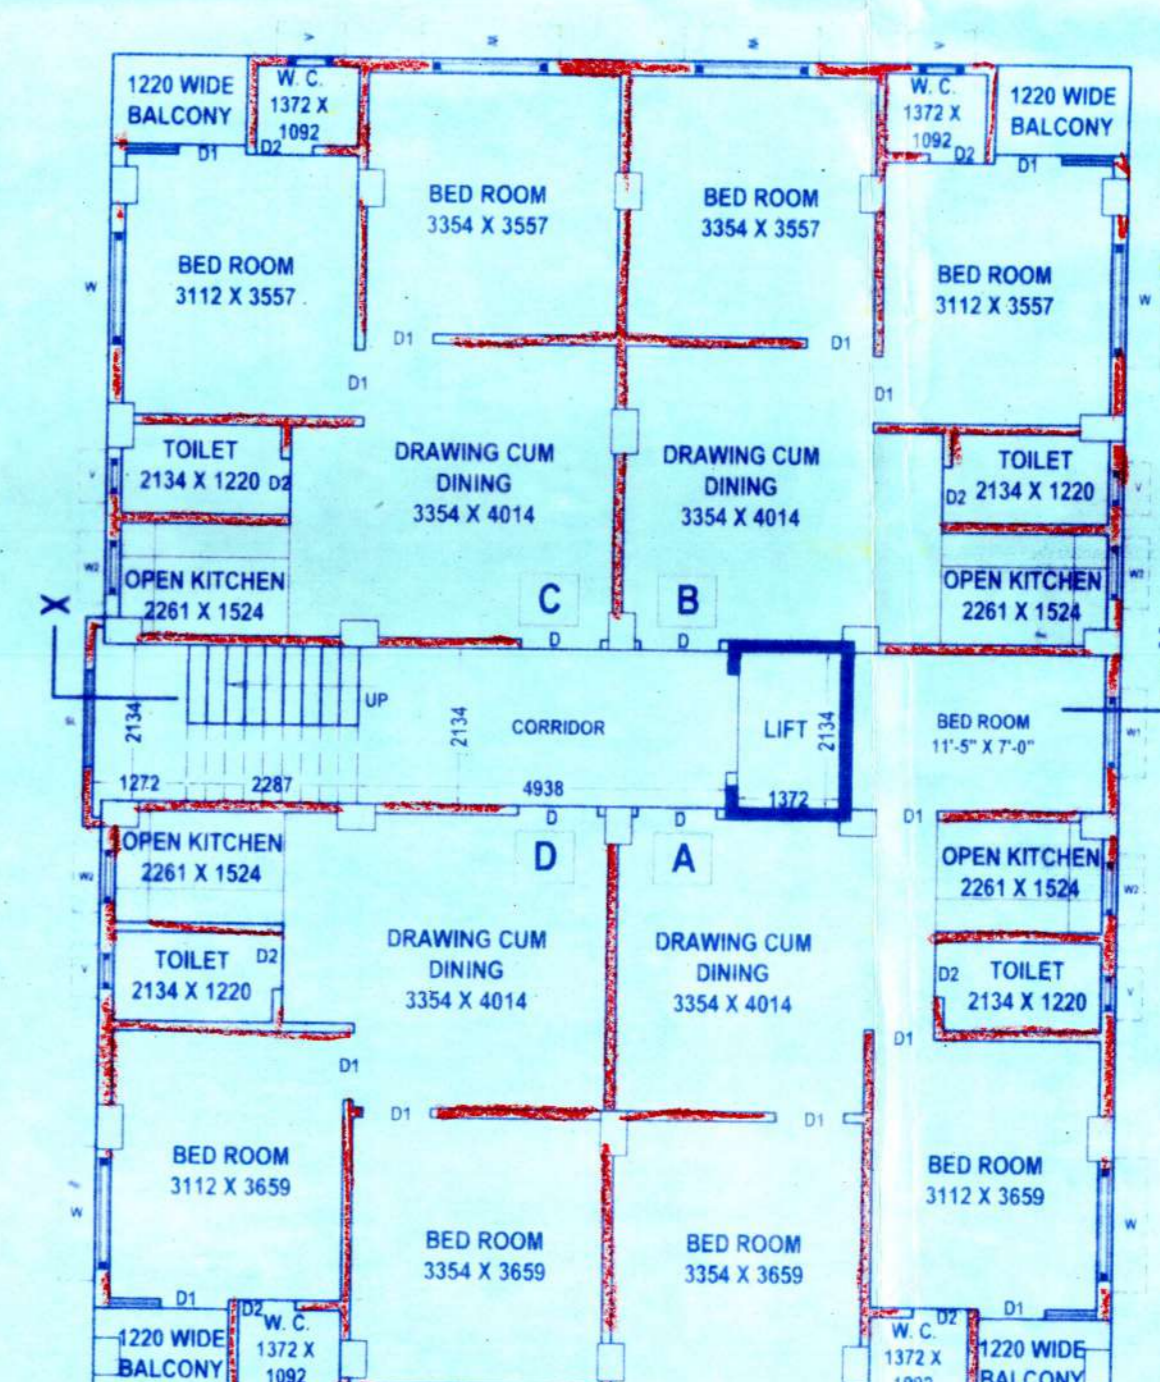 V
W
W
V
1220 WIDE
BALCONY
W. C.
1372 X
1092
D1
D2
W. C.
1372 X
1092
D2
D1
1220 WIDE
BALCONY
BED ROOM
3354 X 3557
BED ROOM
3354 X 3557
BED ROOM
3112 X 3557
BED ROOM
3112 X 3557
W
W
D1
D1
D1
D1
TOILET
2134 X 1220
D2
DRAWING CUM
DINING
3354 X 4014
DRAWING CUM
DINING
3354 X 4014
D2
TOILET
2134 X 1220
V
V
W2
OPEN KITCHEN
2261 X 1524
C
B
OPEN KITCHEN
2261 X 1524
W2
X
D
D
UP
2134
2134
CORRIDOR
LIFT
2134
BED ROOM
11'-5" X 7'-0"
W1
1272
2287
4938
1372
D
D
D1
OPEN KITCHEN
2261 X 1524
W2
D
A
OPEN KITCHEN
2261 X 1524
W2
DRAWING CUM
DINING
3354 X 4014
DRAWING CUM
DINING
3354 X 4014
TOILET
2134 X 1220
D2
V
D2
TOILET
2134 X 1220
V
D1
D1
D1
D1
BED ROOM
3112 X 3659
BED ROOM
3112 X 3659
W
W
BED ROOM
3354 X 3659
BED ROOM
3354 X 3659
D1
D2
W. C.
1372 X
1092
1220 WIDE
BALCONY
D2
D1
W. C.
1372 X
1092
1220 WIDE
BALCONY